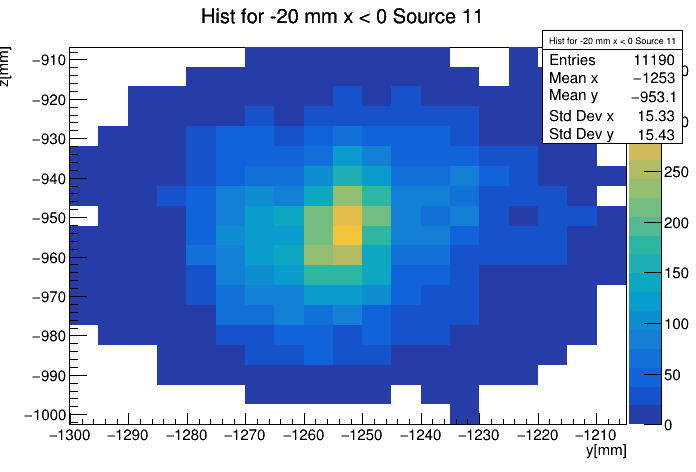 Hist for -20 mm x < 0 Source 11
z[mm]
−910
−920
−930
−940
−950
−960
−970
−980
−990
−1000
−1300 −1290 −1280 −1270 −1260 −1250 −1240 −1230 −1220 −1210
y[mm]
Hist for -20 mm x < 0 Source 11
Entries 11190
Mean x −1253
Mean y −953.1
Std Dev x 15.33
Std Dev y 15.43
250
200
150
100
50
0